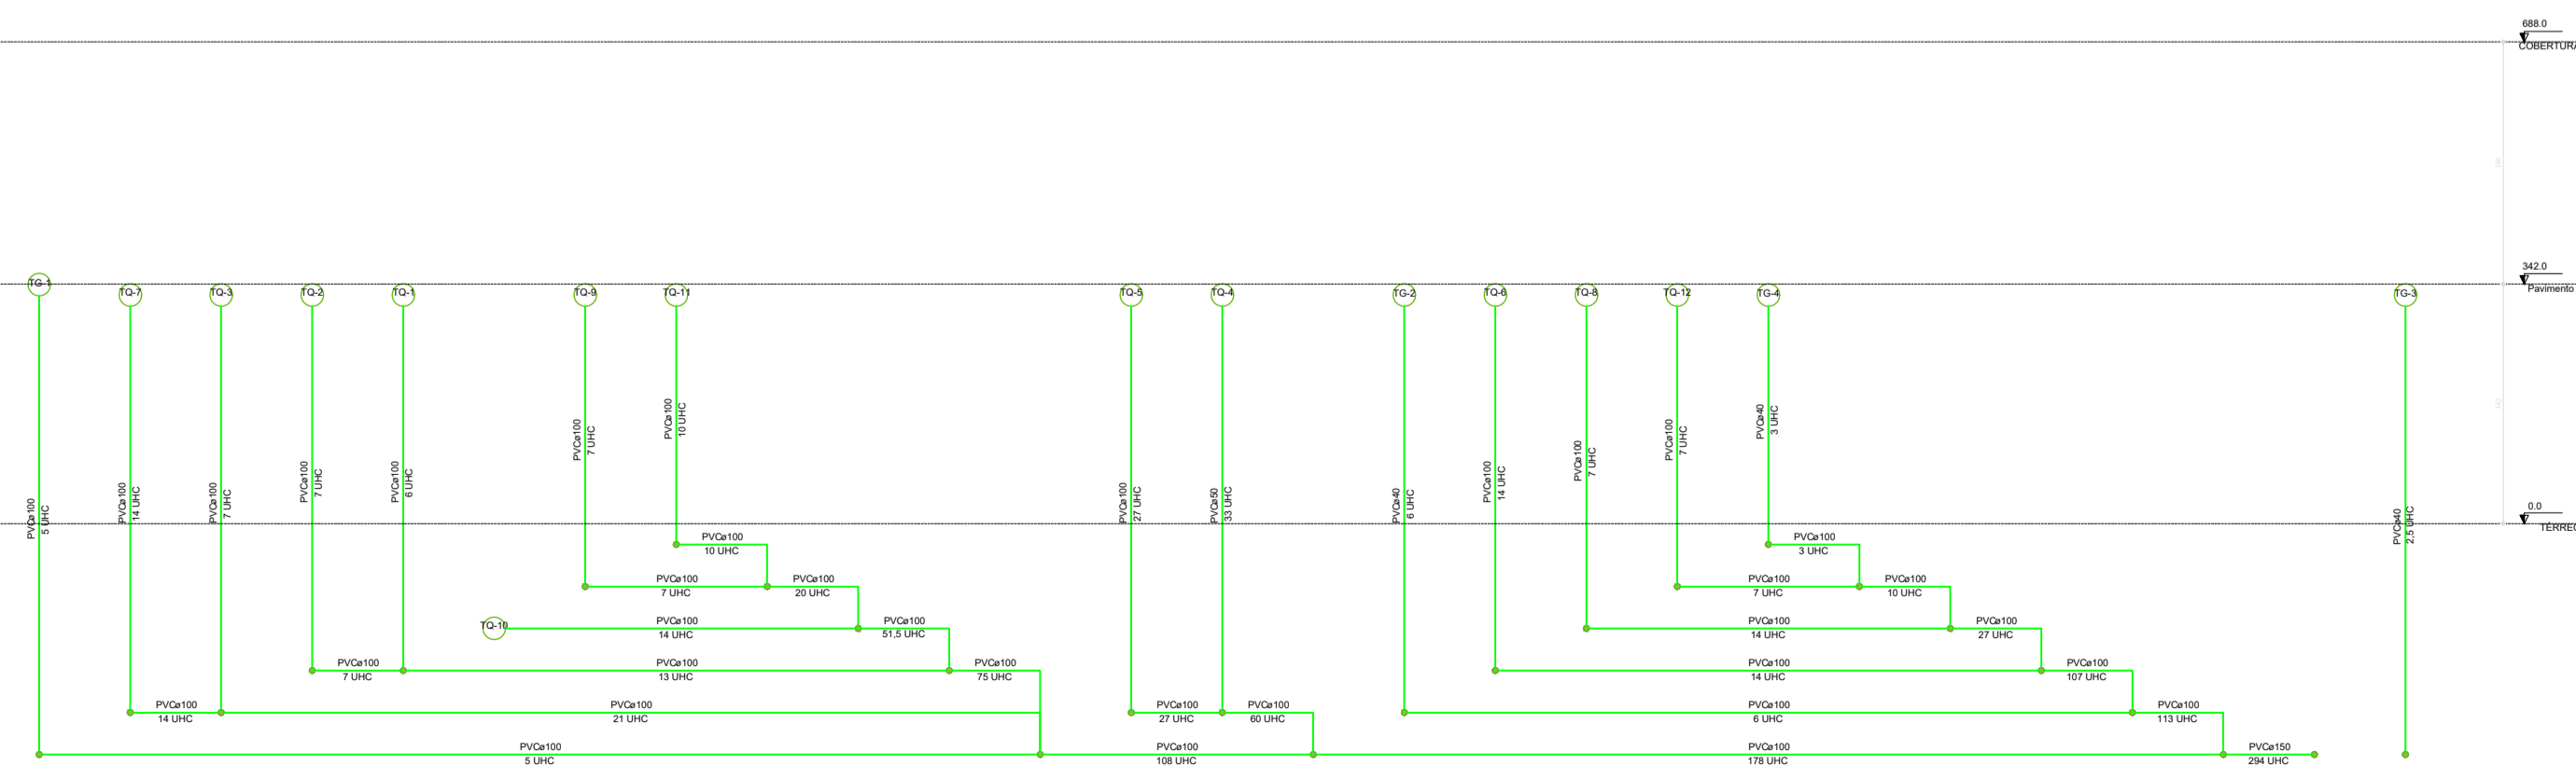 688.0
COBERTURA
346
342.0
Pavimento
TG-1
TQ-7
TQ-3
TQ-2
TQ-1
TQ-9
TQ-11
TQ-5
TQ-4
TG-2
TQ-6
TQ-8
TQ-12
TG-4
TG-3
342
PVCø100
5 UHC
PVCø100
14 UHC
PVCø100
7 UHC
PVCø100
7 UHC
PVCø100
6 UHC
PVCø100
7 UHC
PVCø100
10 UHC
PVCø100
27 UHC
PVCø50
33 UHC
PVCø40
6 UHC
PVCø100
14 UHC
PVCø100
7 UHC
PVCø100
7 UHC
PVCø40
3 UHC
PVCø40
2,5 UHC
0.0
TÉRREO
PVCø100
10 UHC
PVCø100
3 UHC
PVCø100
7 UHC
PVCø100
20 UHC
PVCø100
7 UHC
PVCø100
10 UHC
TQ-10
PVCø100
14 UHC
PVCø100
51,5 UHC
PVCø100
14 UHC
PVCø100
27 UHC
PVCø100
7 UHC
PVCø100
13 UHC
PVCø100
75 UHC
PVCø100
14 UHC
PVCø100
107 UHC
PVCø100
14 UHC
PVCø100
21 UHC
PVCø100
27 UHC
PVCø100
60 UHC
PVCø100
6 UHC
PVCø100
113 UHC
PVCø100
5 UHC
PVCø100
108 UHC
PVCø100
178 UHC
PVCø150
294 UHC